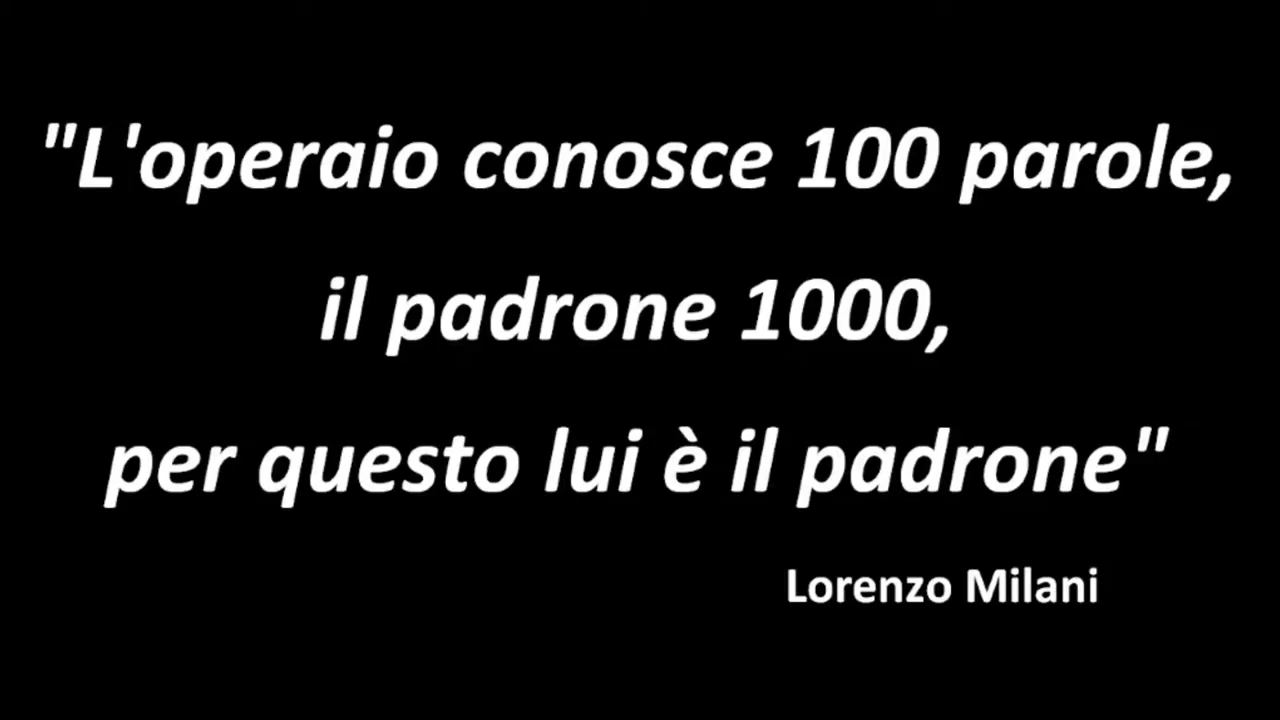 "L'operaio conosce 100 parole,
il padrone 1000,
per questo lui è il padrone"
Lorenzo Milani